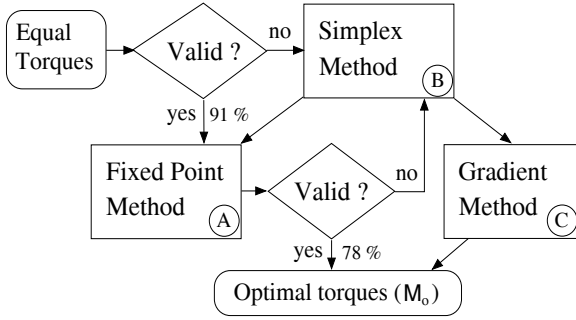 Equal
Torques
Valid ?
no
Simplex
Method
B
yes
91 %
Fixed Point
Method
A
Valid ?
no
Gradient
Method
C
yes
78 %
Optimal torques (Mo)